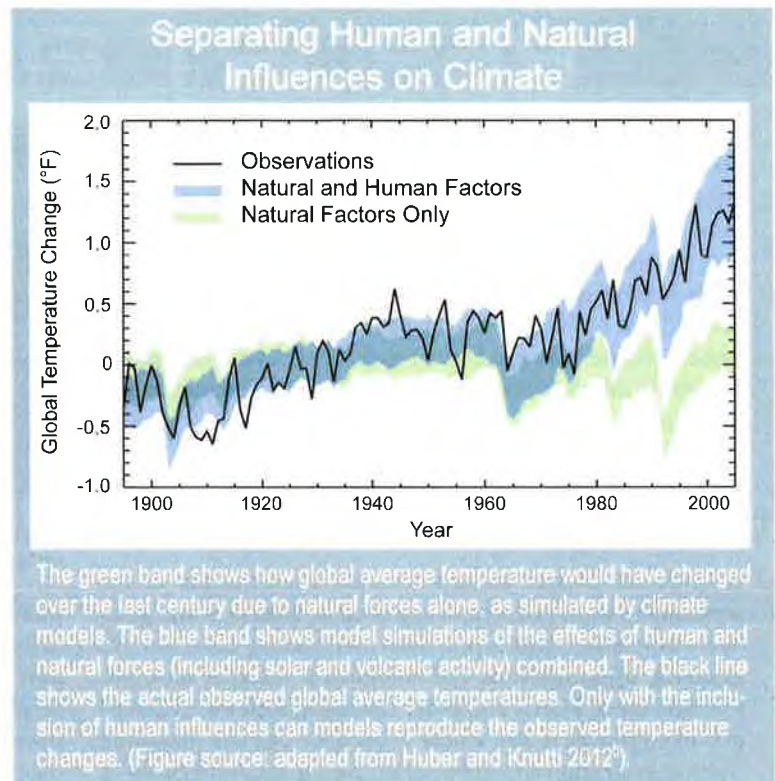 Separating Human and Natural
Influences on Climate
2.0
1.5
1.0
0.5
0
-0.5
-1.0
Global Temperature Change (°F)
Observations
Natural and Human Factors
Natural Factors Only
1900 1920 1940 1960 1980 2000
Year
The green band shows how global average temperature would have changed
over the last century due to natural forces alone, as simulated by climate
models. The blue band shows model simulations of the effects of human and
natural forces (including solar and volcanic activity) combined. The black line
shows the actual observed global average temperatures. Only with the inclu-
sion of human influences can models reproduce the observed temperature
changes. (Figure source: adapted from Huber and Knutti 2012⁹).